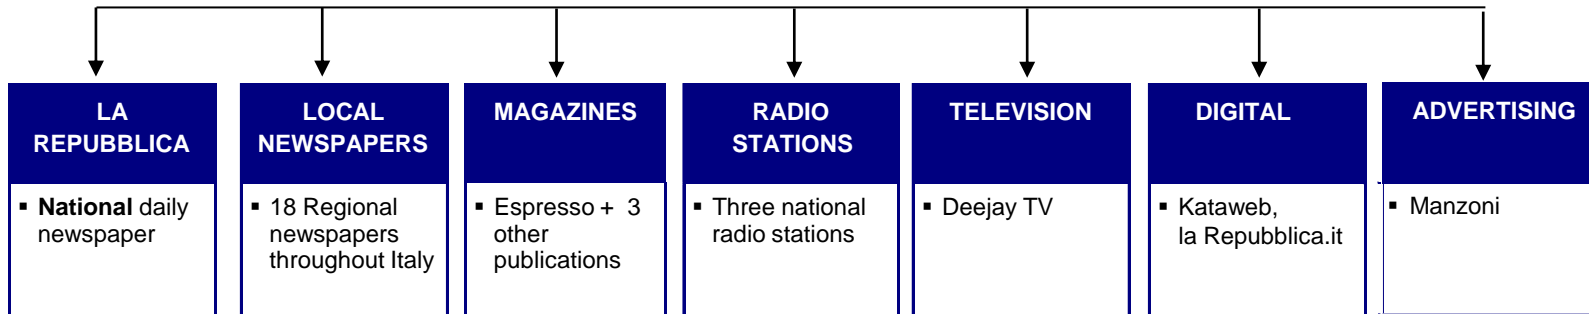 LA
REPUBBLICA
▪ National daily
newspaper
LOCAL
NEWSPAPERS
▪ 18 Regional
newspapers
throughout Italy
MAGAZINES
▪ Espresso + 3
other
publications
RADIO
STATIONS
▪ Three national
radio stations
TELEVISION
▪ Deejay TV
DIGITAL
▪ Kataweb,
la Repubblica.it
ADVERTISING
▪ Manzoni